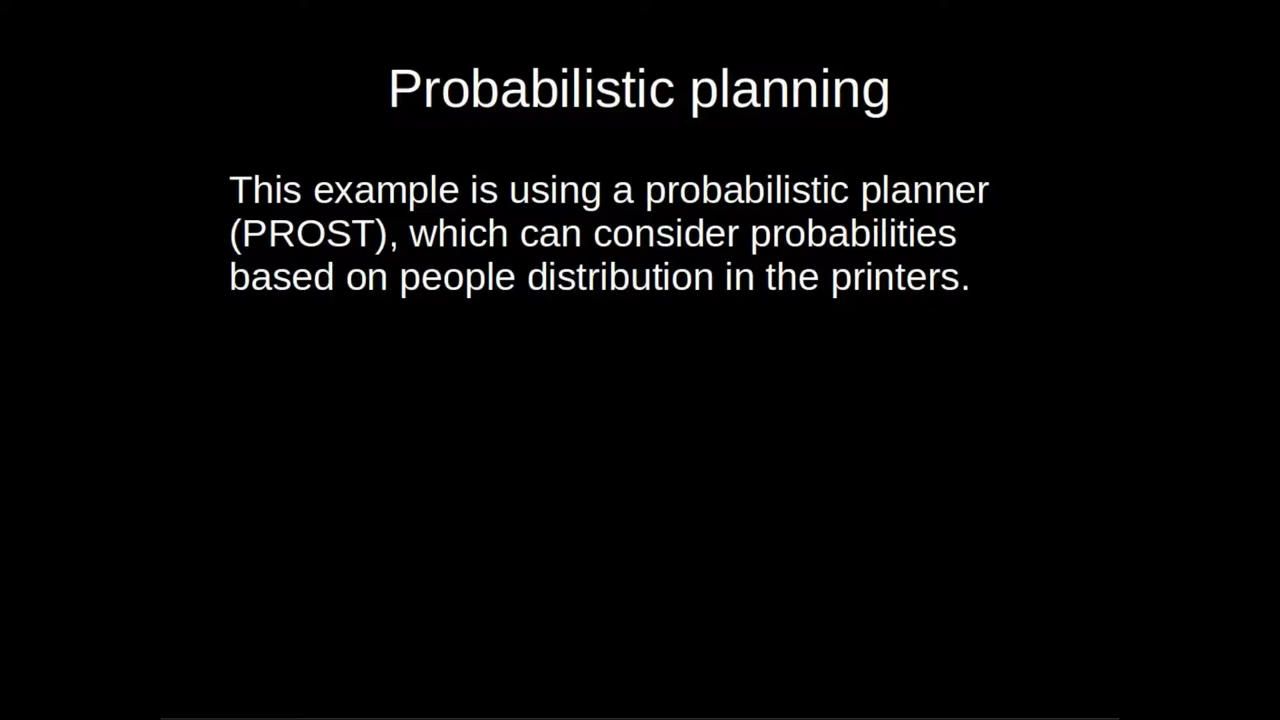 Probabilistic planning
This example is using a probabilistic planner
(PROST), which can consider probabilities
based on people distribution in the printers.